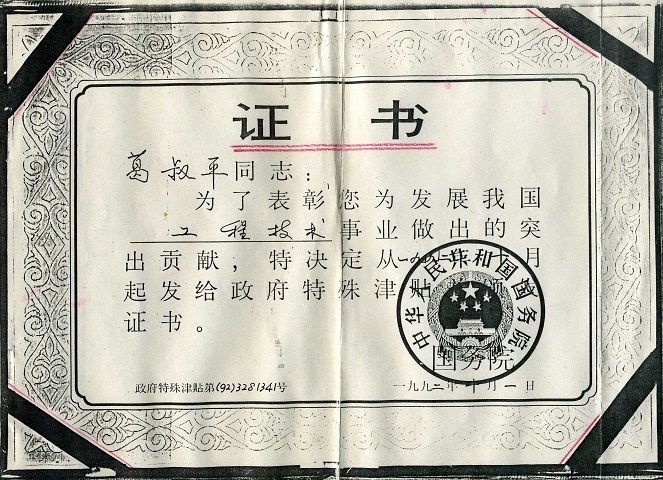 证书
葛叔平同志：
为了表彰您为发展我国
工程技术事业做出的突
出贡献，特决定从一九九二年十月
起发给政府特殊津贴并颁发
证书。
中华人民共和国国务院
国务院
政府特殊津贴第(92)3281341号
一九九二年十月一日